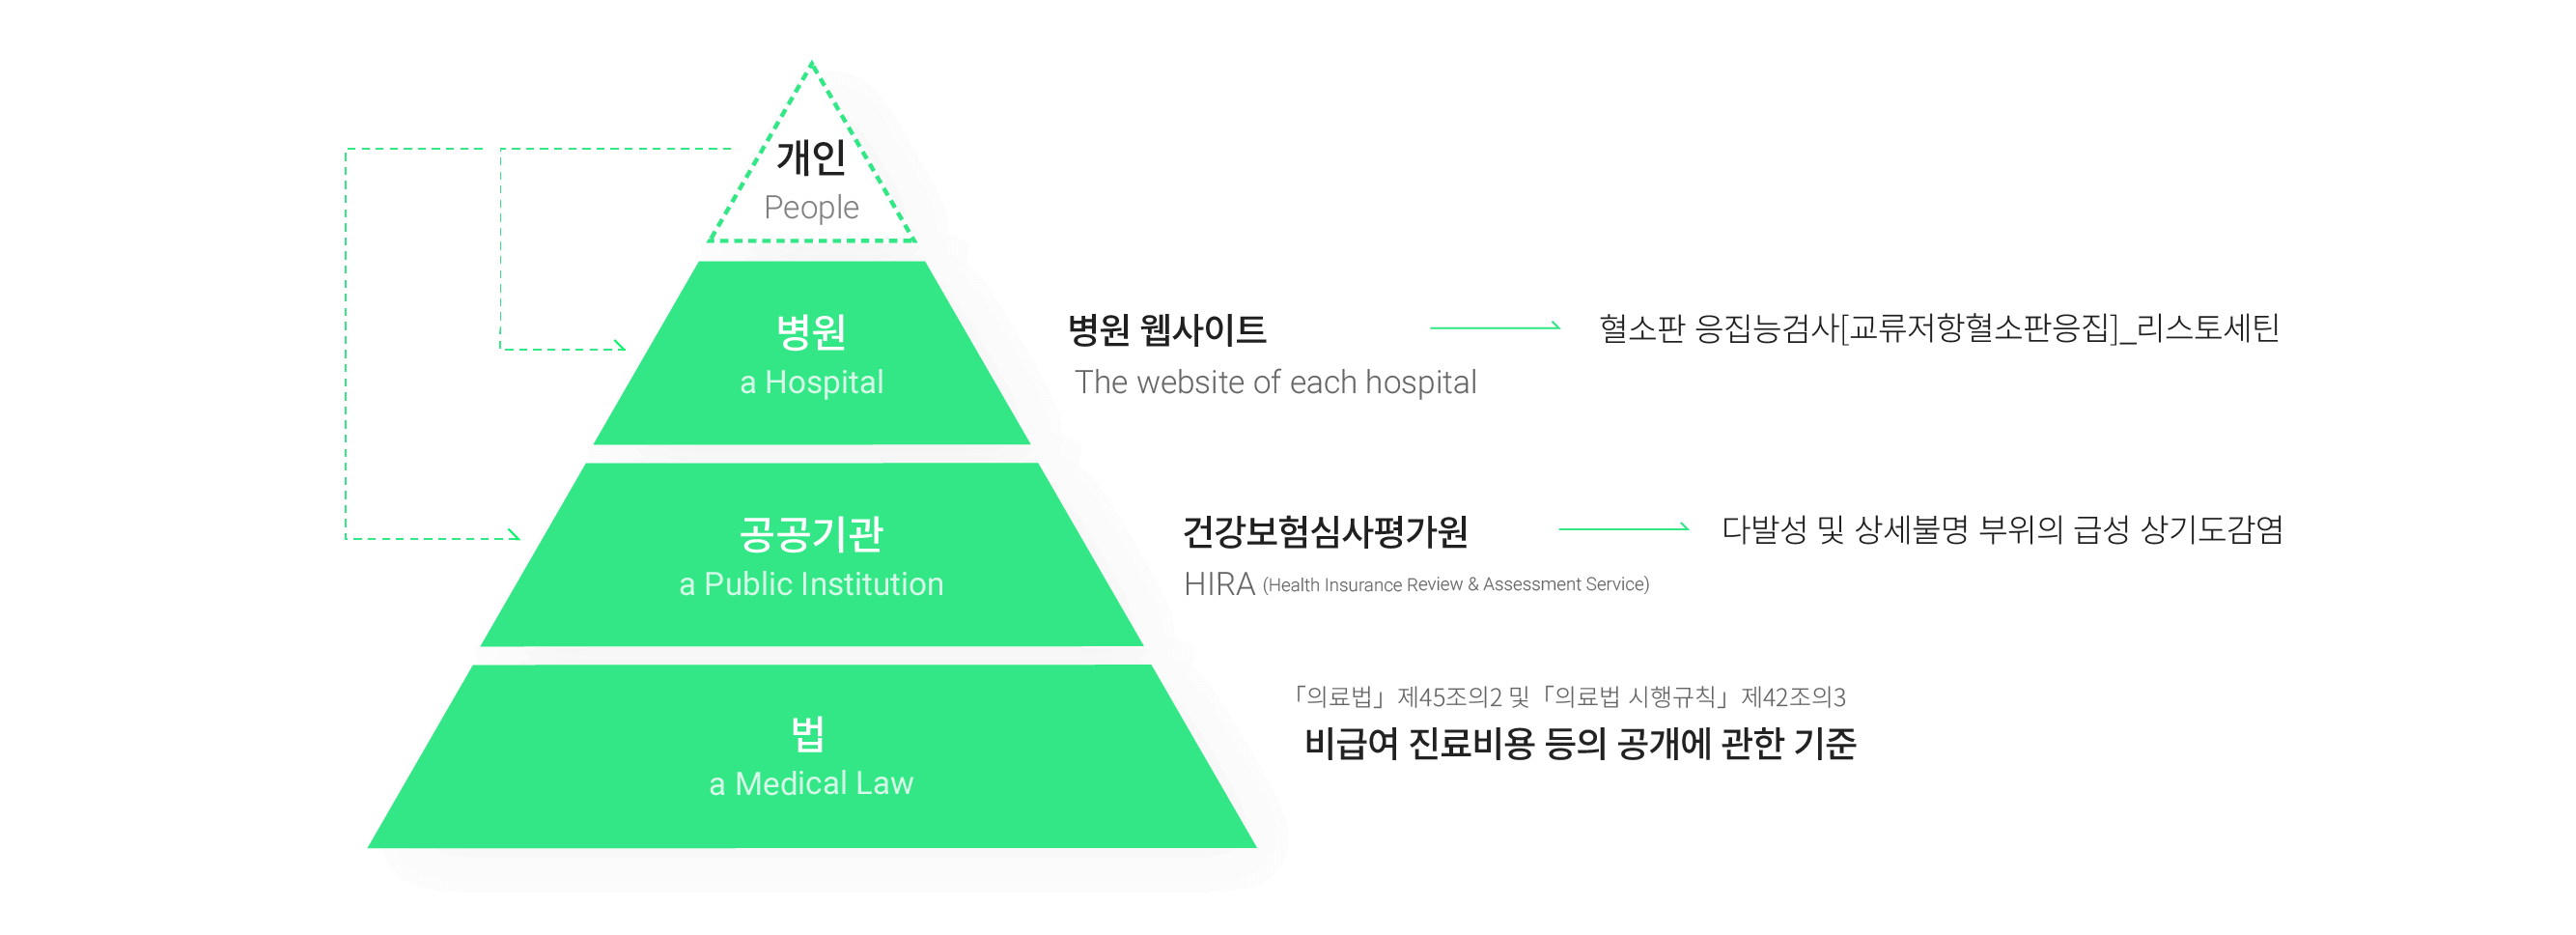 개인
People
병원
a Hospital
병원 웹사이트
The website of each hospital
혈소판 응집능검사[교류저항혈소판응집]_리스토세틴
공공기관
a Public Institution
건강보험심사평가원
HIRA (Health Insurance Review & Assessment Service)
다발성 및 상세불명 부위의 급성 상기도감염
법
a Medical Law
「의료법」제45조의2 및「의료법 시행규칙」제42조의3
비급여 진료비용 등의 공개에 관한 기준